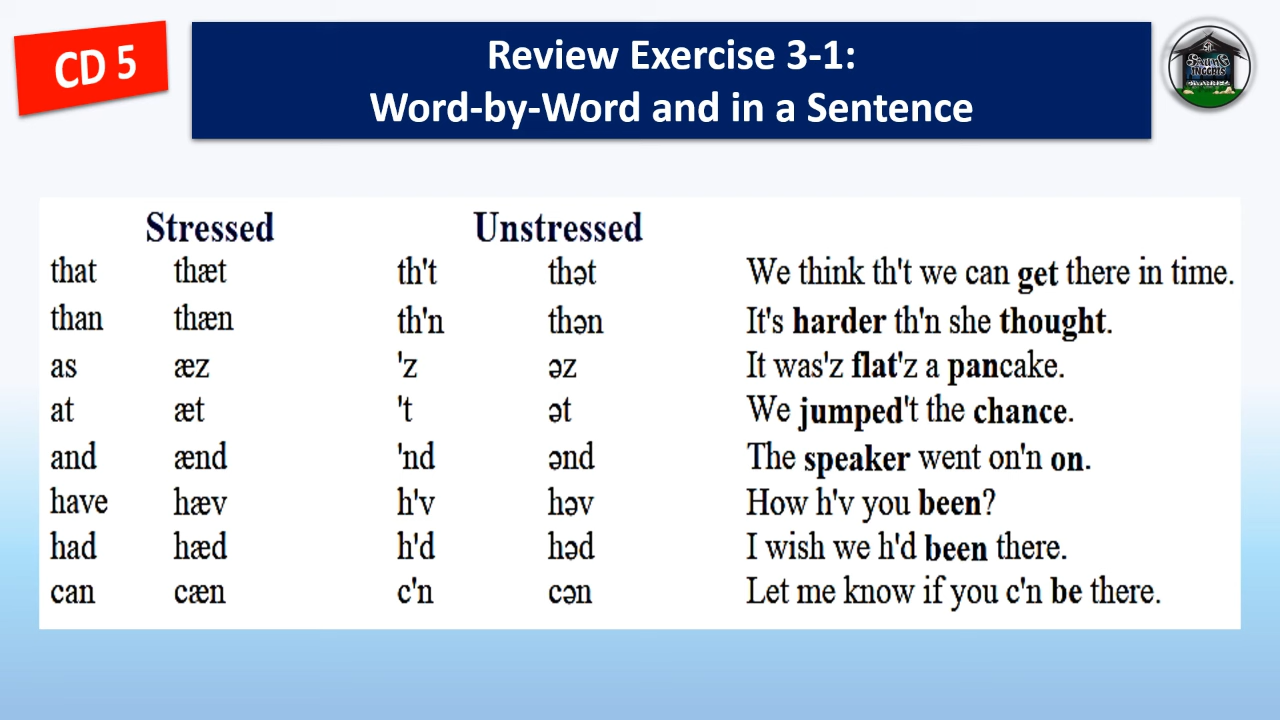 CD 5
Review Exercise 3-1:
Word-by-Word and in a Sentence
Stressed Unstressed
that thæt th't thət We think th't we can get there in time.
than thæn th'n thən It's harder th'n she thought.
as æz 'z əz It was'z flat'z a pancake.
at æt 't ət We jumped't the chance.
and ænd 'nd ənd The speaker went on'n on.
have hæv h'v həv How h'v you been?
had hæd h'd həd I wish we h'd been there.
can cæn c'n cən Let me know if you c'n be there.